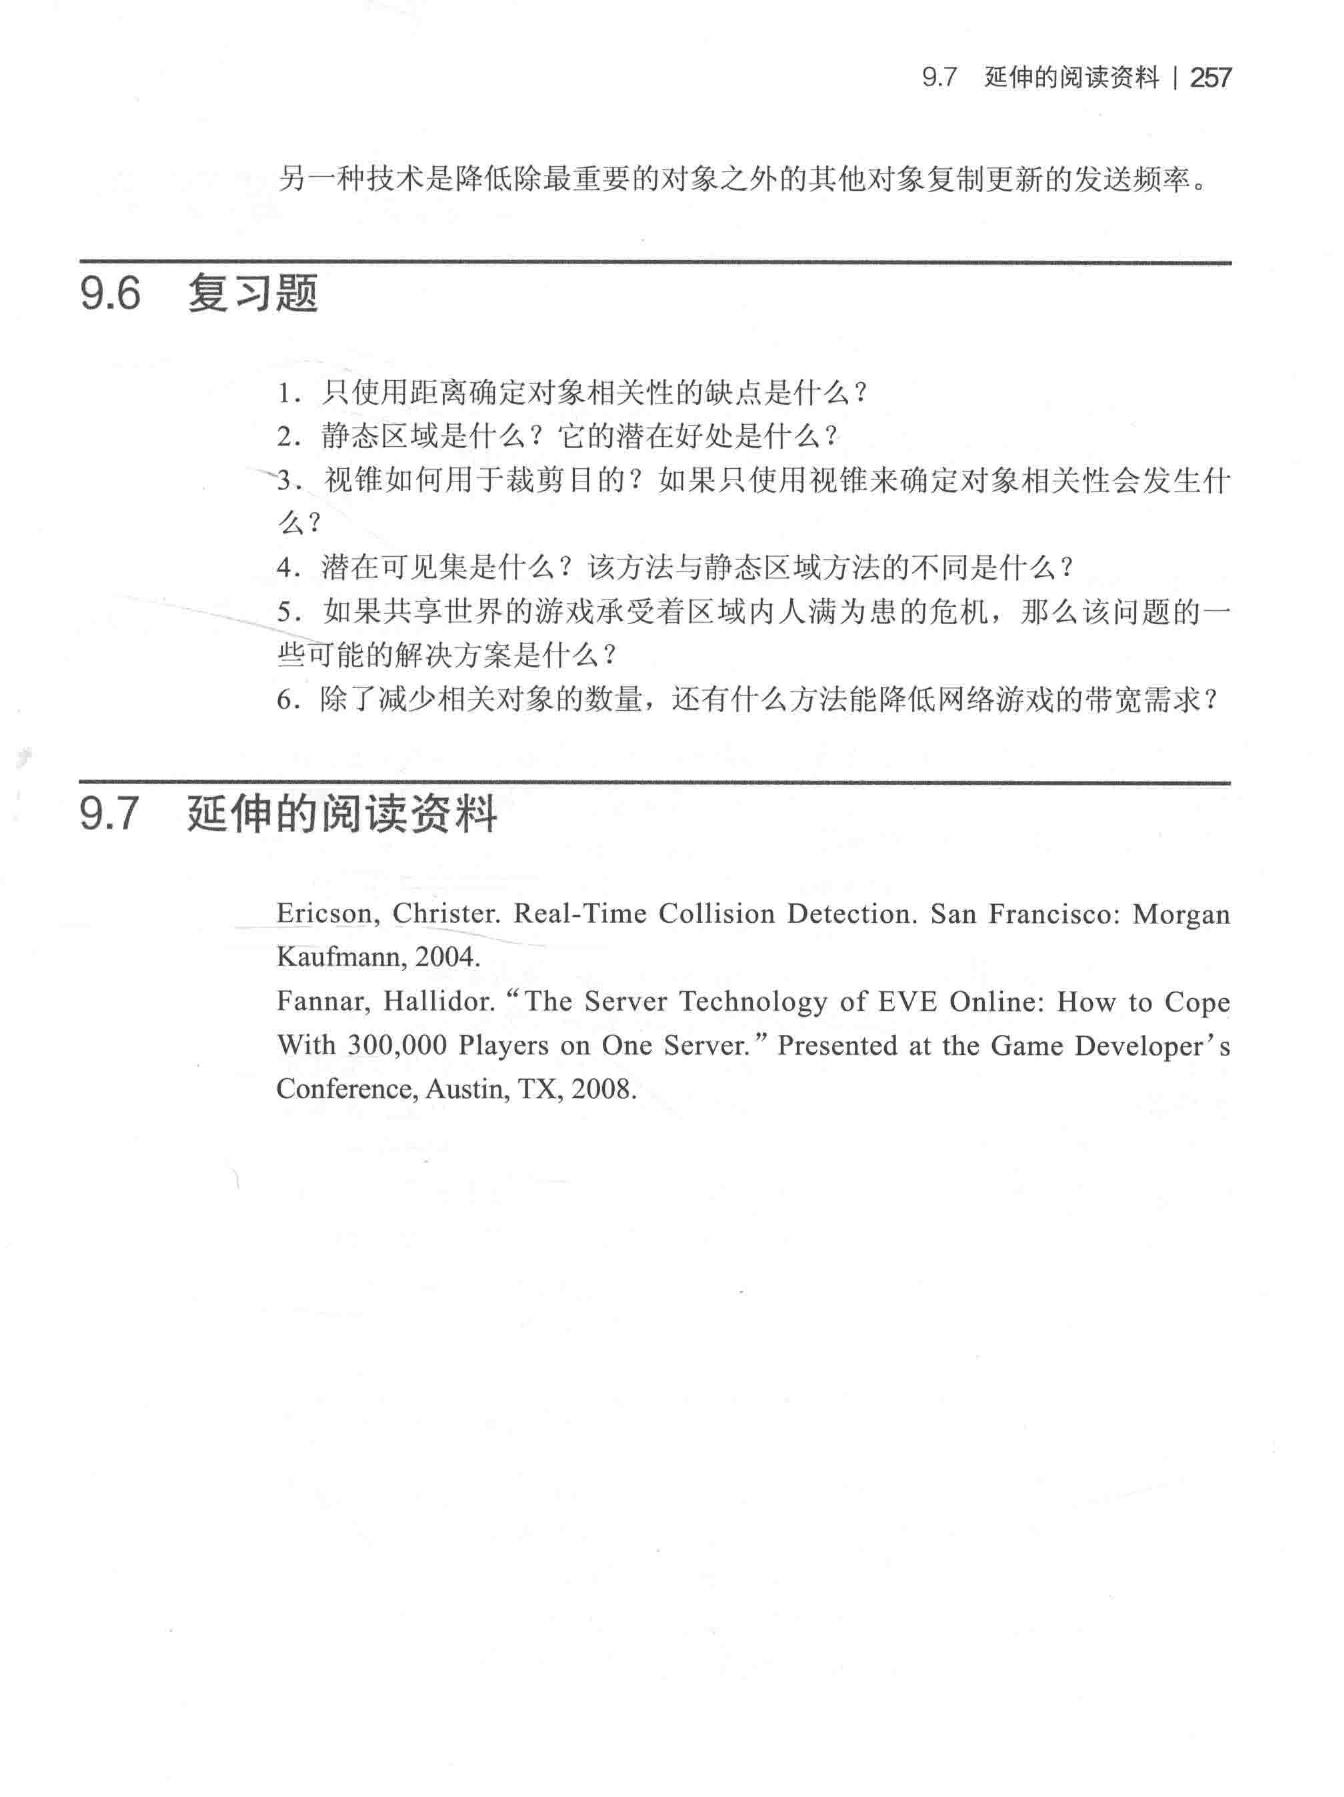 9.7 延伸的阅读资料 | 257
另一种技术是降低除最重要的对象之外的其他对象复制更新的发送频率。
9.6 复习题
1．只使用距离确定对象相关性的缺点是什么？
2．静态区域是什么？它的潜在好处是什么？
3．视锥如何用于裁剪目的？如果只使用视锥来确定对象相关性会发生什
么？
4．潜在可见集是什么？该方法与静态区域方法的不同是什么？
5．如果共享世界的游戏承受着区域内人满为患的危机，那么该问题的一
些可能的解决方案是什么？
6．除了减少相关对象的数量，还有什么方法能降低网络游戏的带宽需求？
9.7 延伸的阅读资料
Ericson, Christer. Real-Time Collision Detection. San Francisco: Morgan
Kaufmann, 2004.
Fannar, Hallidor. “The Server Technology of EVE Online: How to Cope
With 300,000 Players on One Server.” Presented at the Game Developer’s
Conference, Austin, TX, 2008.